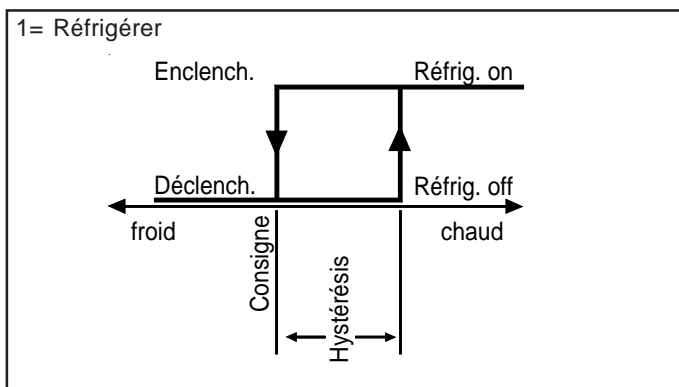 1= Réfrigérer
Enclench.
Réfrig. on
Déclench.
Réfrig. off
froid
chaud
Consigne
Hystérésis